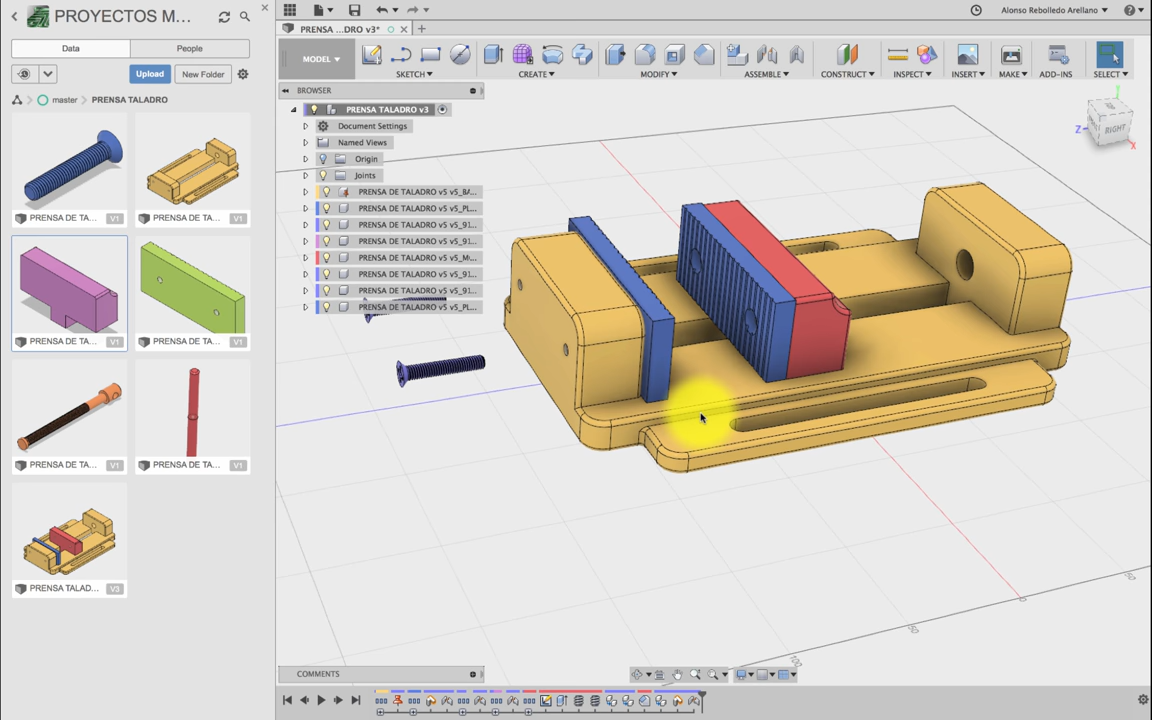 PROYECTOS M...
Data
People
Upload
New Folder
master
PRENSA TALADRO
PRENSA DE TA...
V1
PRENSA DE TA...
V1
PRENSA DE TA...
V1
PRENSA DE TA...
V1
PRENSA DE TA...
V1
PRENSA DE TA...
V1
PRENSA TALAD...
V3
PRENSA ...DRO v3*
Alonso Rebolledo Arellano
MODEL
SKETCH
CREATE
MODIFY
ASSEMBLE
CONSTRUCT
INSPECT
INSERT
MAKE
ADD-INS
SELECT
BROWSER
PRENSA TALADRO v3
Document Settings
Named Views
Origin
Joints
PRENSA DE TALADRO v5 v5_BA...
PRENSA DE TALADRO v5 v5_PL...
PRENSA DE TALADRO v5 v5_91...
PRENSA DE TALADRO v5 v5_91...
PRENSA DE TALADRO v5 v5_M...
PRENSA DE TALADRO v5 v5_91...
PRENSA DE TALADRO v5 v5_91...
PRENSA DE TALADRO v5 v5_PL...
RIGHT
Z
X
Y
50
0
50
100
COMMENTS